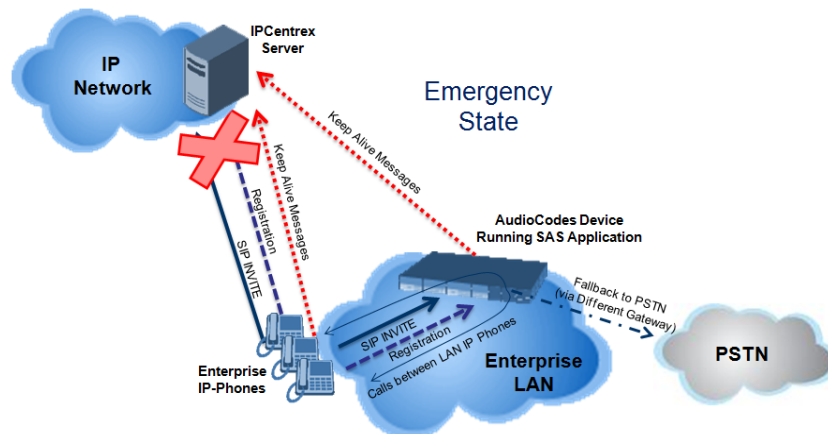 IPCentrex
Server
IP
Network
Emergency
State
Keep Alive Messages
Keep Alive Messages
Registration
SIP INVITE
AudioCodes Device
Running SAS Application
Fallback to PSTN
(via Different Gateway)
SIP INVITE
Registration
Calls between LAN IP Phones
Enterprise
IP-Phones
Enterprise
LAN
PSTN